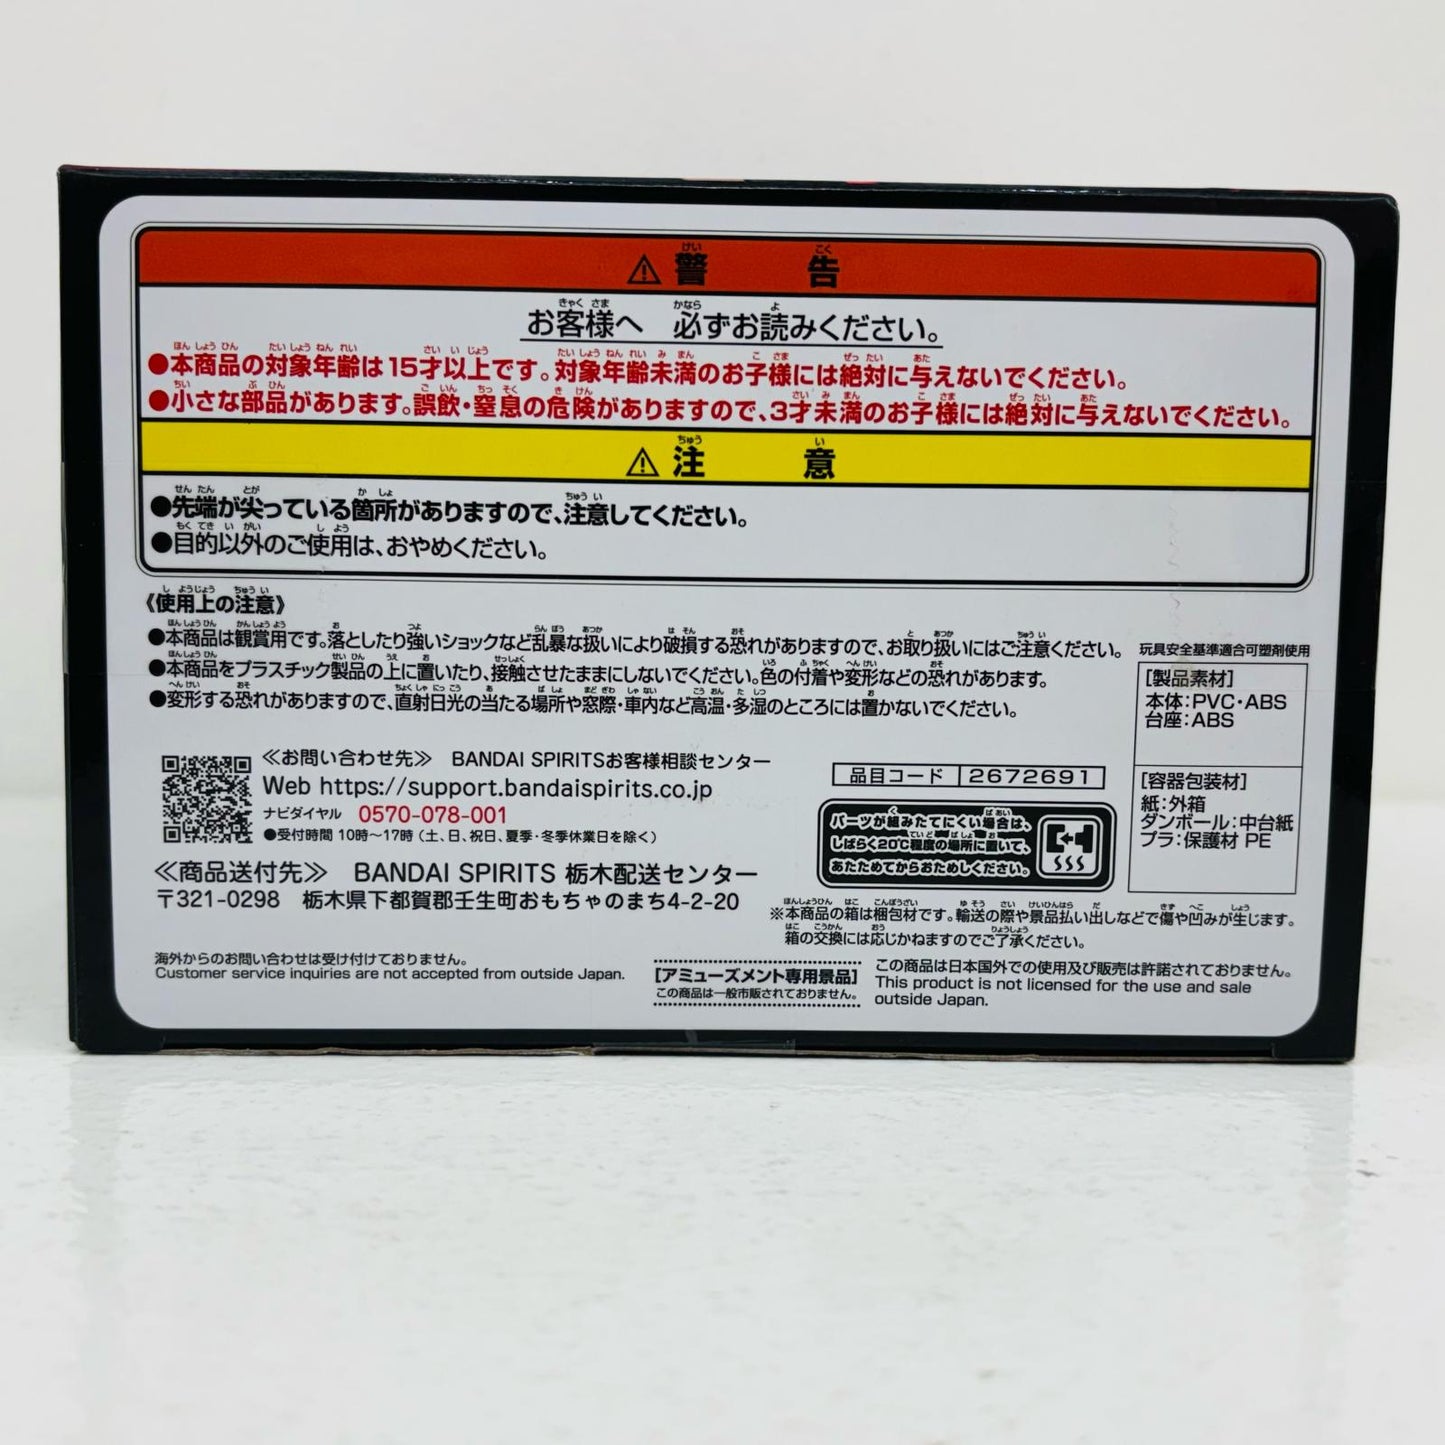 ⚠警告
お客様へ 必ずお読みください。
●本商品の対象年齢は15才以上です。対象年齢未満のお子様には絶対に与えないでください。
●小さな部品があります。誤飲・窒息の危険がありますので、3才未満のお子様には絶対に与えないでください。
⚠注意
●先端が尖っている箇所がありますので、注意してください。
●目的以外のご使用は、おやめください。
《使用上の注意》
●本商品は観賞用です。落としたり強いショックなど乱暴な扱いにより破損する恐れがありますので、お取り扱いにはご注意ください。
●本商品をプラスチック製品の上に置いたり、接触させたままにしないでください。色の付着や変形などの恐れがあります。
●変形する恐れがありますので、直射日光の当たる場所や窓際・車内など高温・多湿のところには置かないでください。
玩具安全基準適合可塑剤使用
[製品素材]
本体:PVC・ABS
台座:ABS
[容器包装材]
紙:外箱
ダンボール:中台紙
プラ:保護材 PE
≪お問い合わせ先≫ BANDAI SPIRITSお客様相談センター
Web https://support.bandaispirits.co.jp
ナビダイヤル 0570-078-001
●受付時間 10時〜17時(土、日、祝日、夏季・冬季休業日を除く)
≪商品送付先≫ BANDAI SPIRITS 栃木配送センター
〒321-0298 栃木県下都賀郡壬生町おもちゃのまち4-2-20
品目コード 2672691
パーツが組みたてにくい場合は、
しばらく20℃程度の場所に置いて、
あたためてからおためしください。
※本商品の箱は梱包材です。輸送の際や景品払い出しなどで傷や凹みが生じます。
箱の交換には応じかねますのでご了承ください。
海外からのお問い合わせは受け付けておりません。
Customer service inquiries are not accepted from outside Japan.
[アミューズメント専用景品]
この商品は一般市販されておりません。
この商品は日本国外での使用及び販売は許諾されておりません。
This product is not licensed for the use and sale
outside Japan.